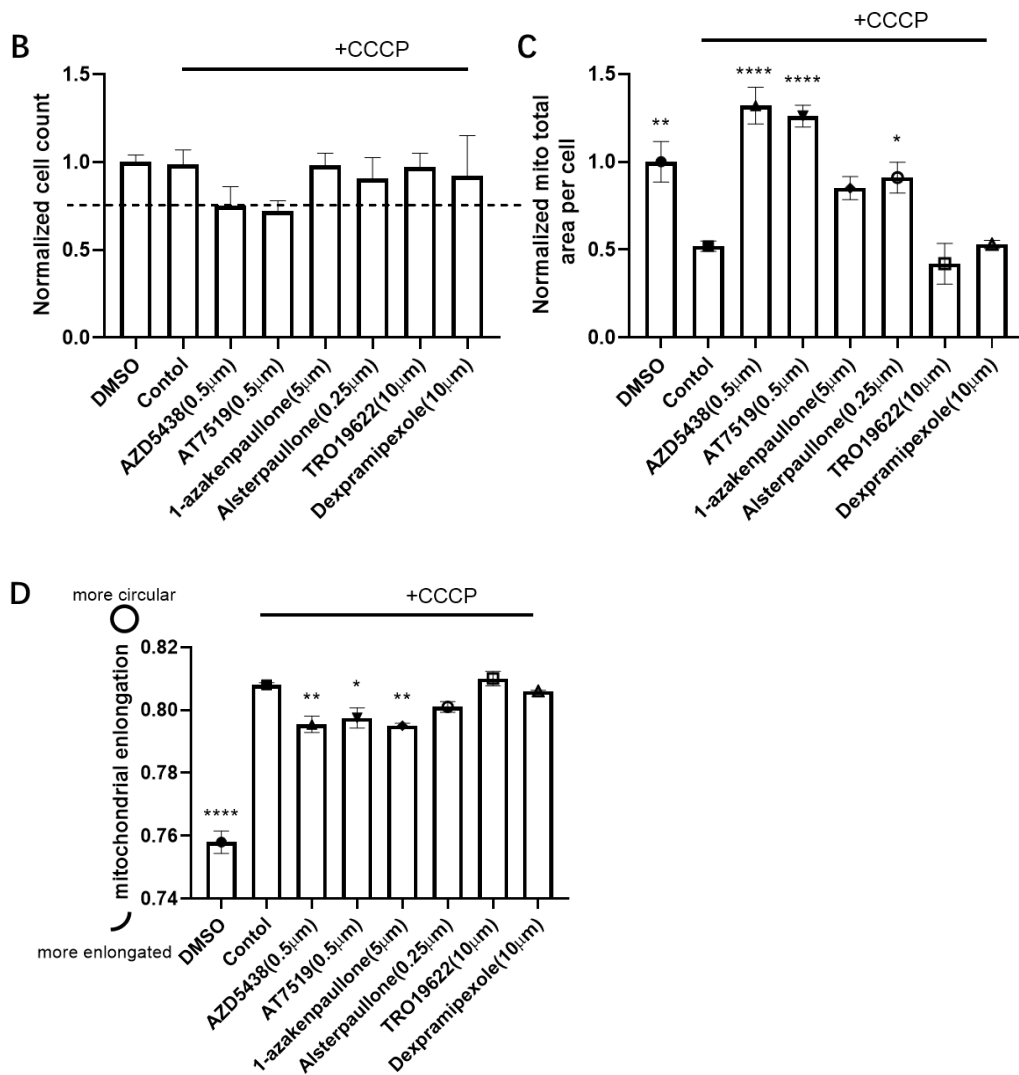 B
+CCCP
Normalized cell count
1.5
1.0
0.5
0.0
DMSO
Contol
AZD5438(0.5μm)
AT7519(0.5μm)
1-azakenpaullone(5μm)
Alsterpaullone(0.25μm)
TRO19622(10μm)
Dexpramipexole(10μm)
C
+CCCP
Normalized mito total
area per cell
1.5
1.0
0.5
0.0
**
****
****
*
DMSO
Contol
AZD5438(0.5μm)
AT7519(0.5μm)
1-azakenpaullone(5μm)
Alsterpaullone(0.25μm)
TRO19622(10μm)
Dexpramipexole(10μm)
D
more circular
+CCCP
mitochondrial elongation
more enlongated
0.82
0.80
0.78
0.76
0.74
****
**
*
**
DMSO
Contol
AZD5438(0.5μm)
AT7519(0.5μm)
1-azakenpaullone(5μm)
Alsterpaullone(0.25μm)
TRO19622(10μm)
Dexpramipexole(10μm)